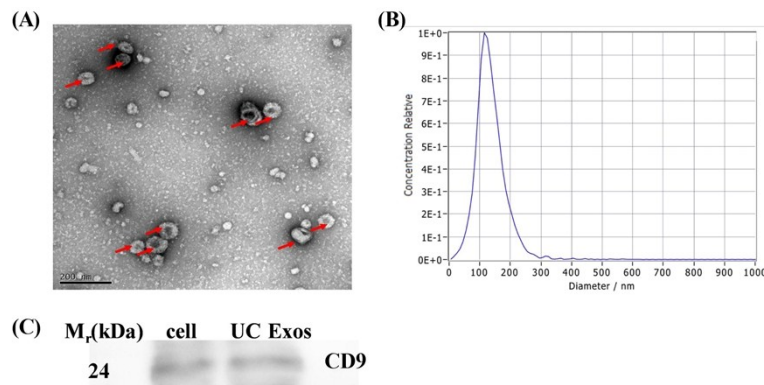 (A)
200 nm
(B)
1E+0
9E-1
8E-1
7E-1
6E-1
5E-1
4E-1
3E-1
2E-1
1E-1
0E+0
Concentration Relative
0 100 200 300 400 500 600 700 800 900 1000
Diameter / nm
(C) Mr(kDa) cell UC Exos
24 CD9